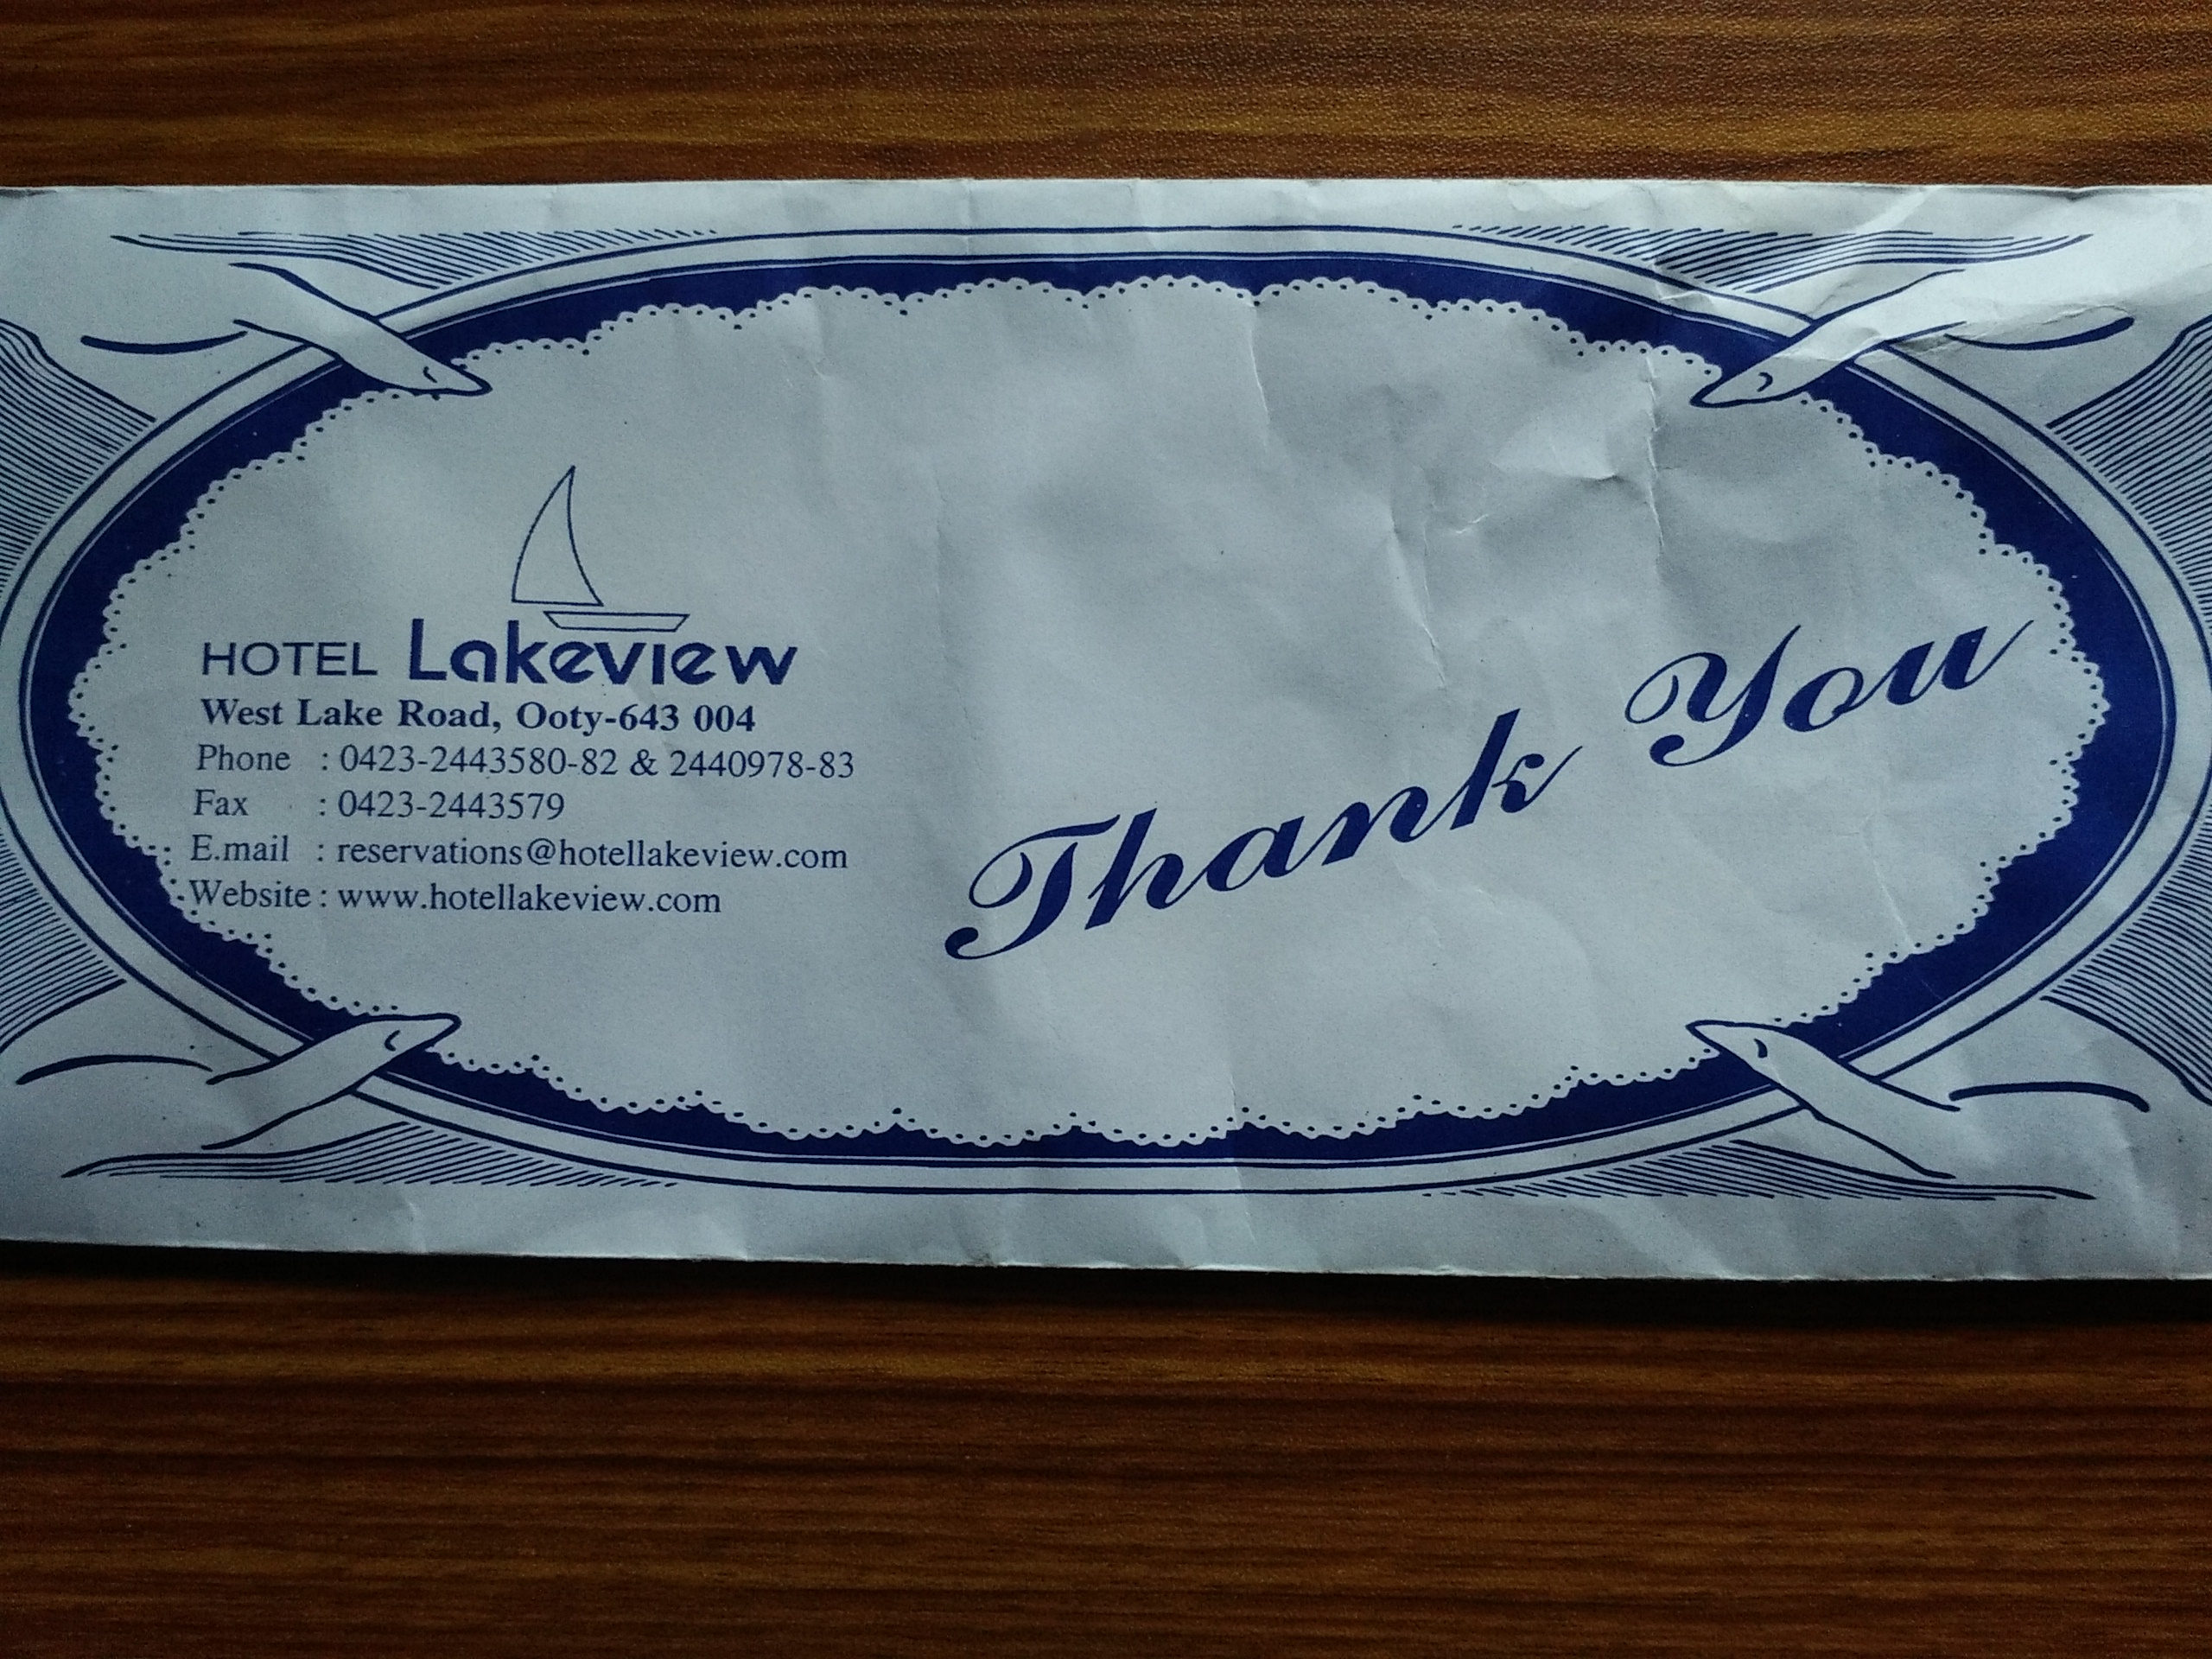 HOTEL Lakeview
West Lake Road, Ooty-643 004
Phone : 0423-2443580-82 & 2440978-83
Fax : 0423-2443579
E.mail : reservations@hotellakeview.com
Website : www.hotellakeview.com
Thank You